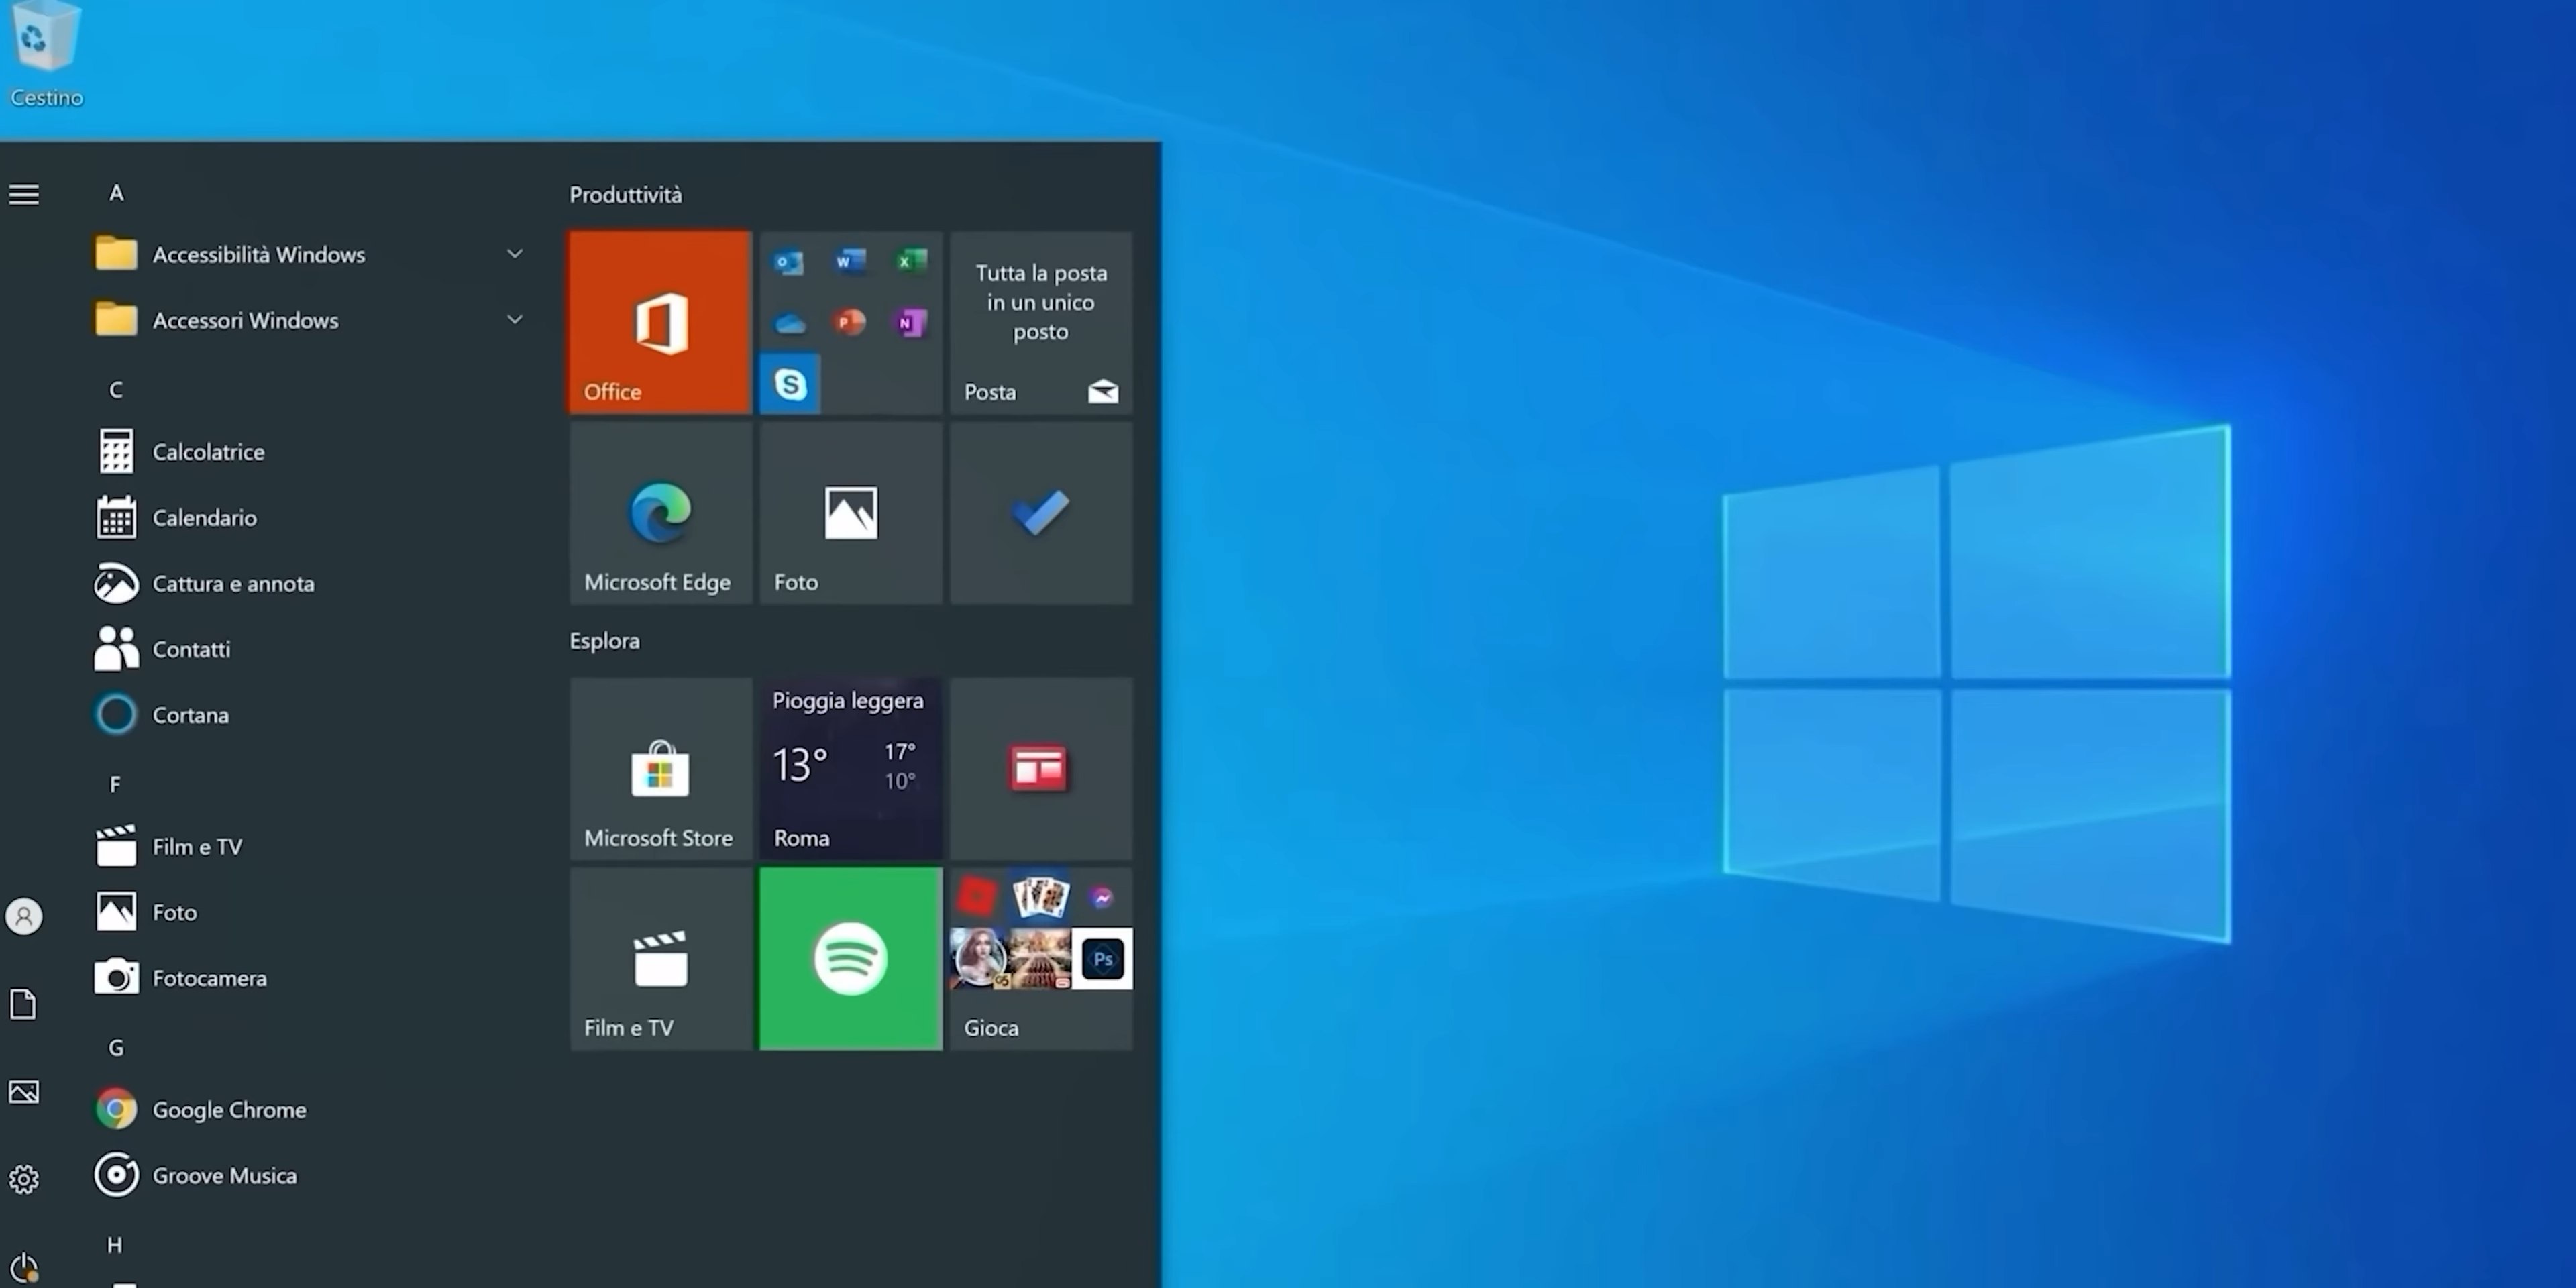 Cestino
A
Accessibilità Windows
Accessori Windows
C
Calcolatrice
Calendario
Cattura e annota
Contatti
Cortana
F
Film e TV
Foto
Fotocamera
G
Google Chrome
Groove Musica
H
Produttività
Office
Tutta la posta
in un unico
posto
Posta
Microsoft Edge
Foto
Esplora
Microsoft Store
Pioggia leggera
13°
17°
10°
Roma
Film e TV
Ps
Gioca